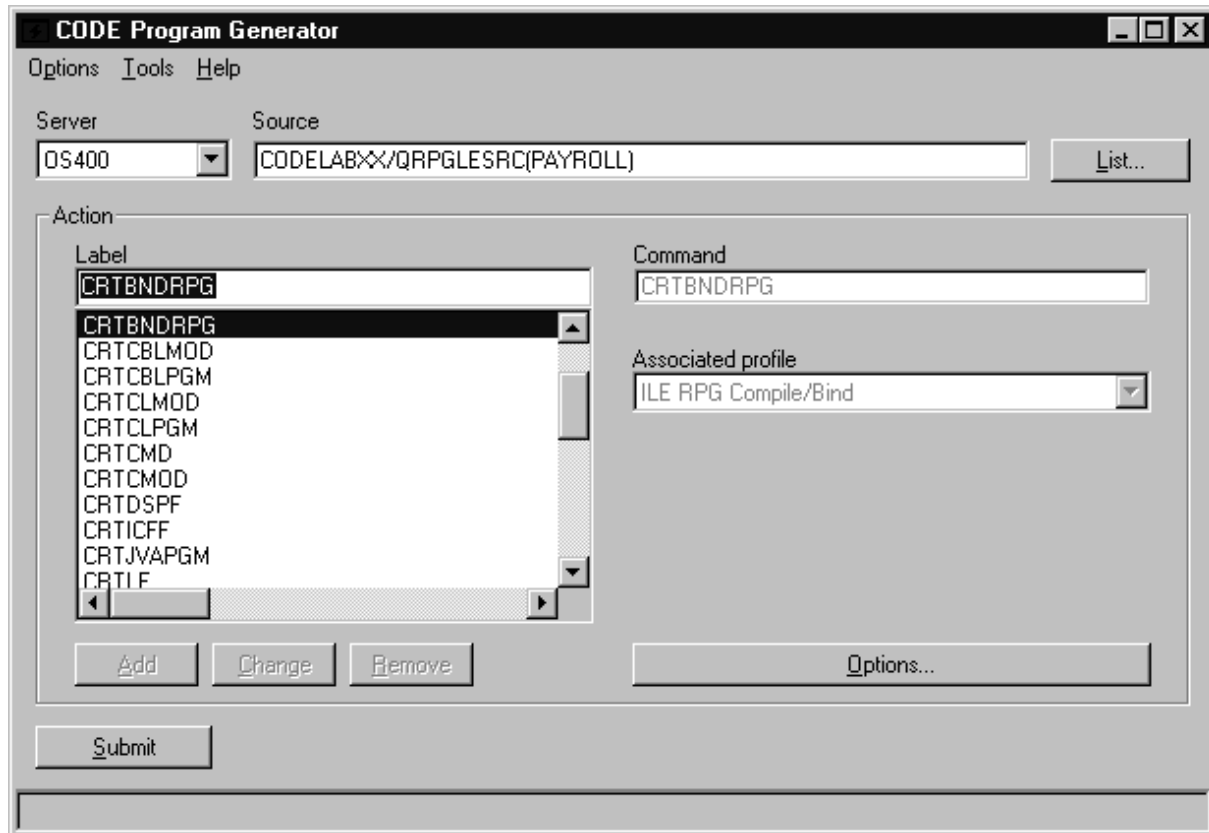 CODE Program Generator
Options Tools Help
Server Source
OS400 CODELABXX/QRPGLESRC(PAYROLL) List...
Action
Label Command
CRTBNDRPG CRTBNDRPG
CRTBNDRPG
CRTCBLMOD
CRTCBLPGM Associated profile
CRTCLMOD ILE RPG Compile/Bind
CRTCLPGM
CRTCMD
CRTCMOD
CRTDSPF
CRTICFF
CRTJVAPGM
CRTLF
Add Change Remove Options...
Submit